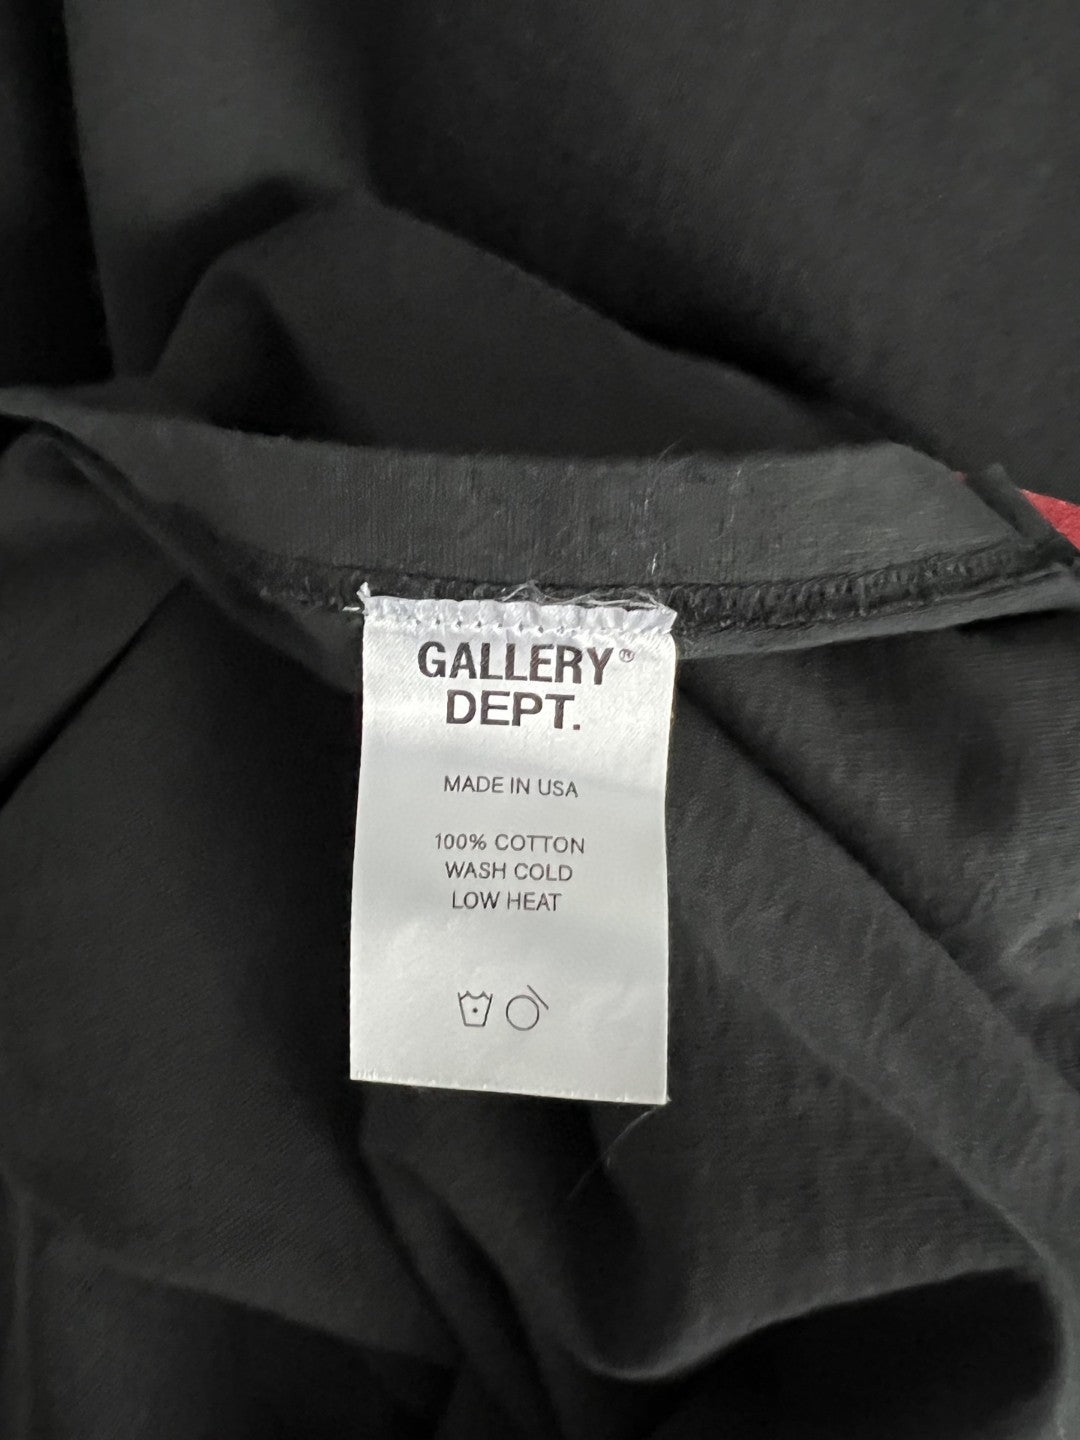 GALLERY®
DEPT.
MADE IN USA
100% COTTON
WASH COLD
LOW HEAT